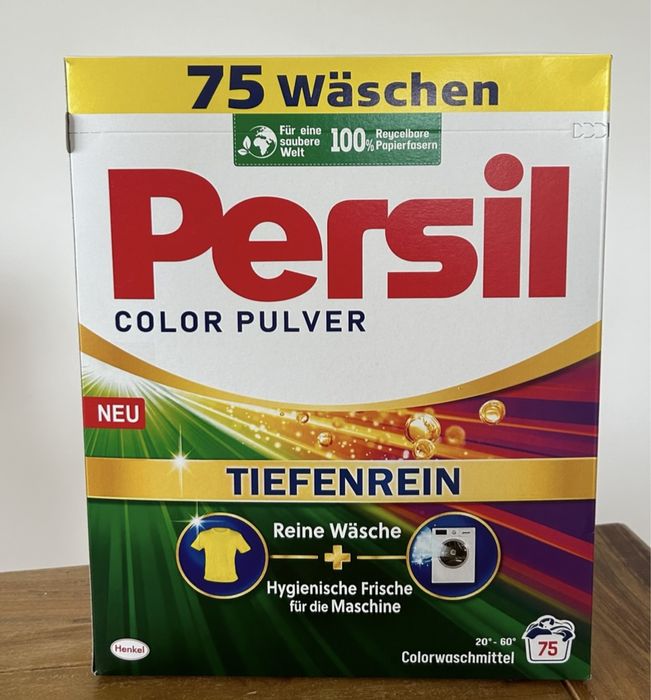 75 Wäschen
Für eine
saubere
Welt
100%
Reycelbare
Papierfasern
Persil
COLOR PULVER
NEU
TIEFENREIN
Reine Wäsche
+
Hygienische Frische
für die Maschine
Henkel
20°- 60°
Colorwaschmittel
75